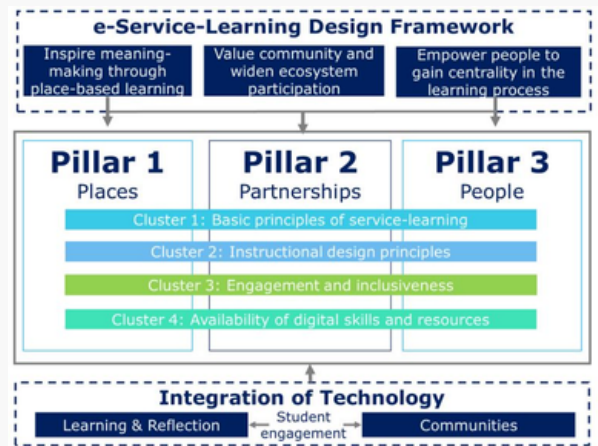 e-Service-Learning Design Framework
Inspire meaning-
making through
place-based learning
Value community and
widen ecosystem
participation
Empower people to
gain centrality in the
learning process
Pillar 1
Places
Pillar 2
Partnerships
Pillar 3
People
Cluster 1: Basic principles of service-learning
Cluster 2: Instructional design principles
Cluster 3: Engagement and inclusiveness
Cluster 4: Availability of digital skills and resources
Integration of Technology
Learning & Reflection
Student
engagement
Communities